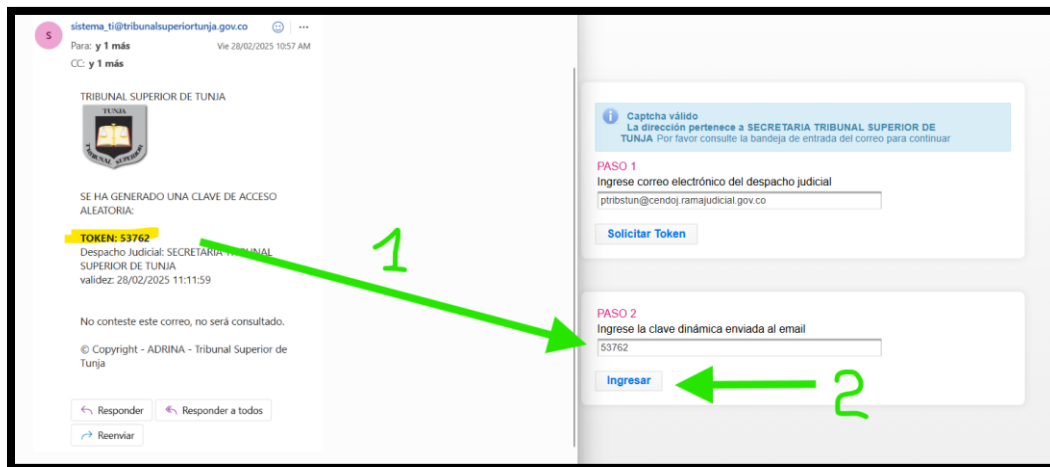 S
sistema_ti@tribunalsuperiortunja.gov.co
Para: y 1 más
Vie 28/02/2025 10:57 AM
CC: y 1 más
TRIBUNAL SUPERIOR DE TUNJA
TUNJA
TRIBUNAL SUPERIOR
SE HA GENERADO UNA CLAVE DE ACCESO
ALEATORIA:
TOKEN: 53762
Despacho Judicial: SECRETARIA TRIBUNAL
SUPERIOR DE TUNJA
validez: 28/02/2025 11:11:59
No conteste este correo, no será consultado.
© Copyright - ADRINA - Tribunal Superior de
Tunja
Responder
Responder a todos
Reenviar
1
Captcha válido
La dirección pertenece a SECRETARIA TRIBUNAL SUPERIOR DE
TUNJA Por favor consulte la bandeja de entrada del correo para continuar
PASO 1
Ingrese correo electrónico del despacho judicial
ptribstun@cendoj.ramajudicial.gov.co
Solicitar Token
PASO 2
Ingrese la clave dinámica enviada al email
53762
Ingresar
2